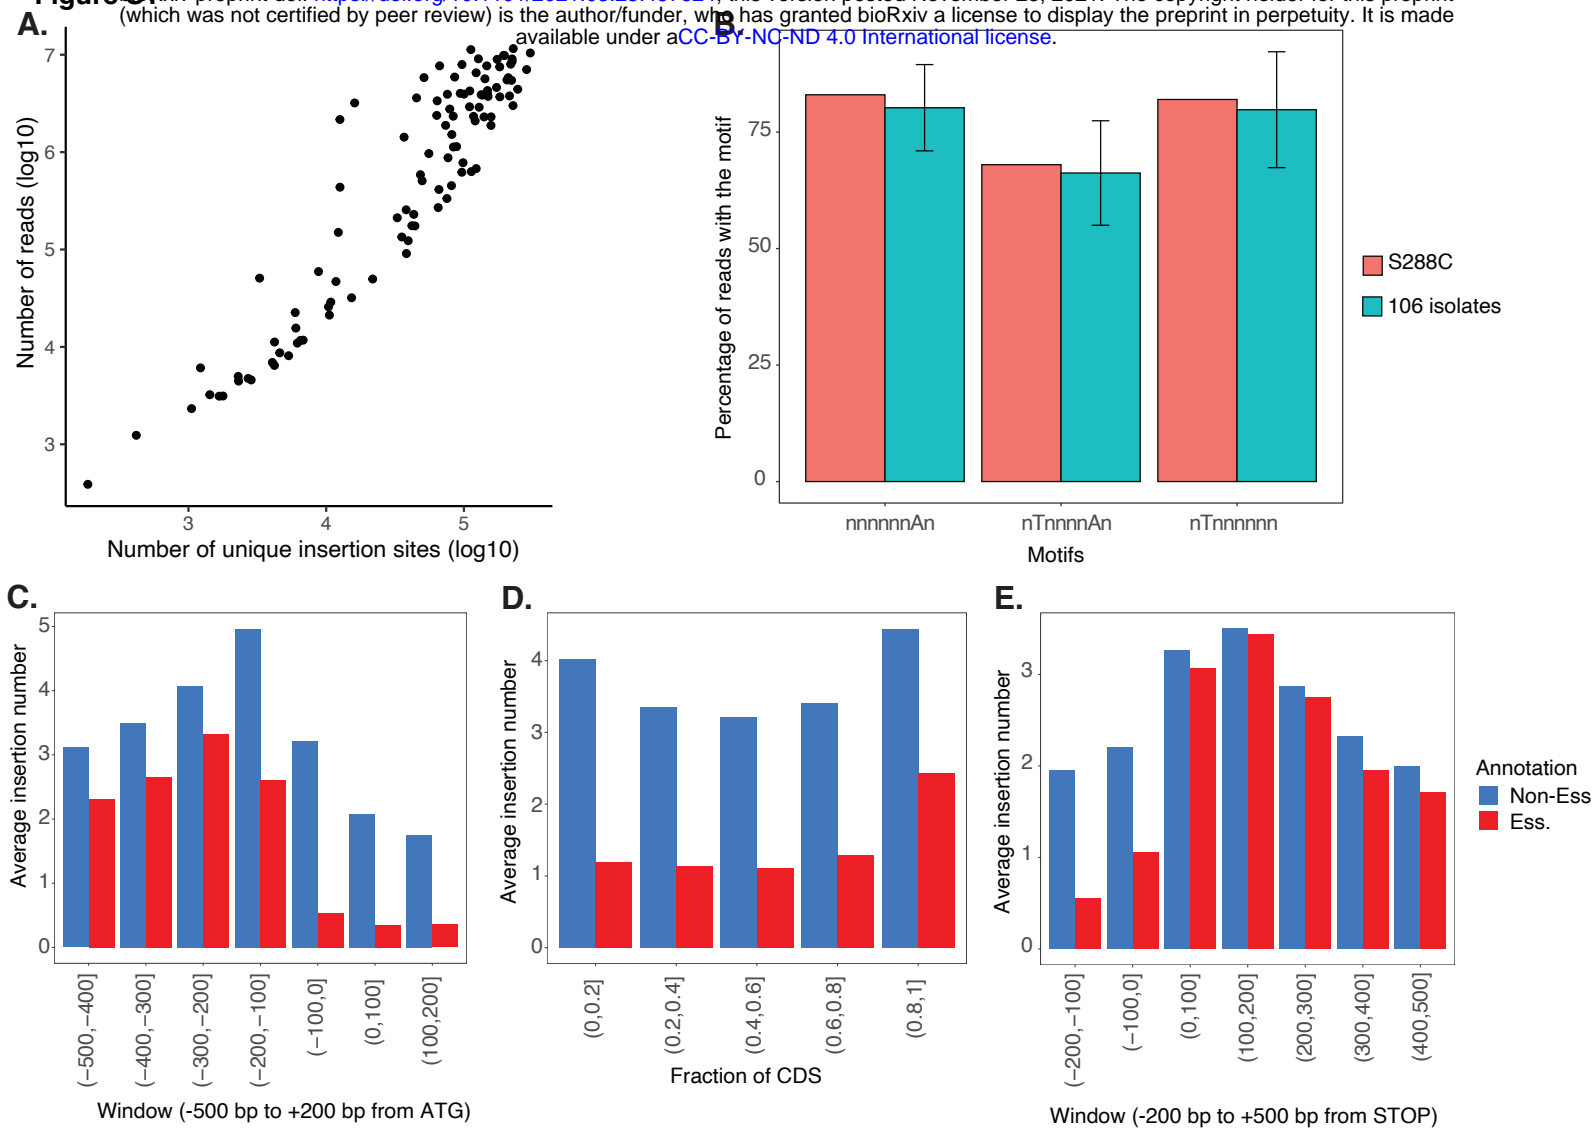 (which was not certified by peer review) is the author/funder, who has granted bioRxiv a license to display the preprint in perpetuity. It is made
available under aCC-BY-NC-ND 4.0 International license.
A.
7
6
5
4
3
Number of reads (log10)
3 4 5
Number of unique insertion sites (log10)
B.
75
50
25
0
Percentage of reads with the motif
nnnnnnAn nTnnnnAn nTnnnnnn
Motifs
S288C
106 isolates
C.
5
4
3
2
1
0
Average insertion number
(−500,−400]
(−400,−300]
(−300,−200]
(−200,−100]
(−100,0]
(0,100]
(100,200]
Window (-500 bp to +200 bp from ATG)
D.
4
3
2
1
0
Average insertion number
(0,0.2]
(0.2,0.4]
(0.4,0.6]
(0.6,0.8]
(0.8,1]
Fraction of CDS
E.
3
2
1
0
Average insertion number
(−200,−100]
(−100,0]
(0,100]
(100,200]
(200,300]
(300,400]
(400,500]
Window (-200 bp to +500 bp from STOP)
Annotation
Non-Ess
Ess.